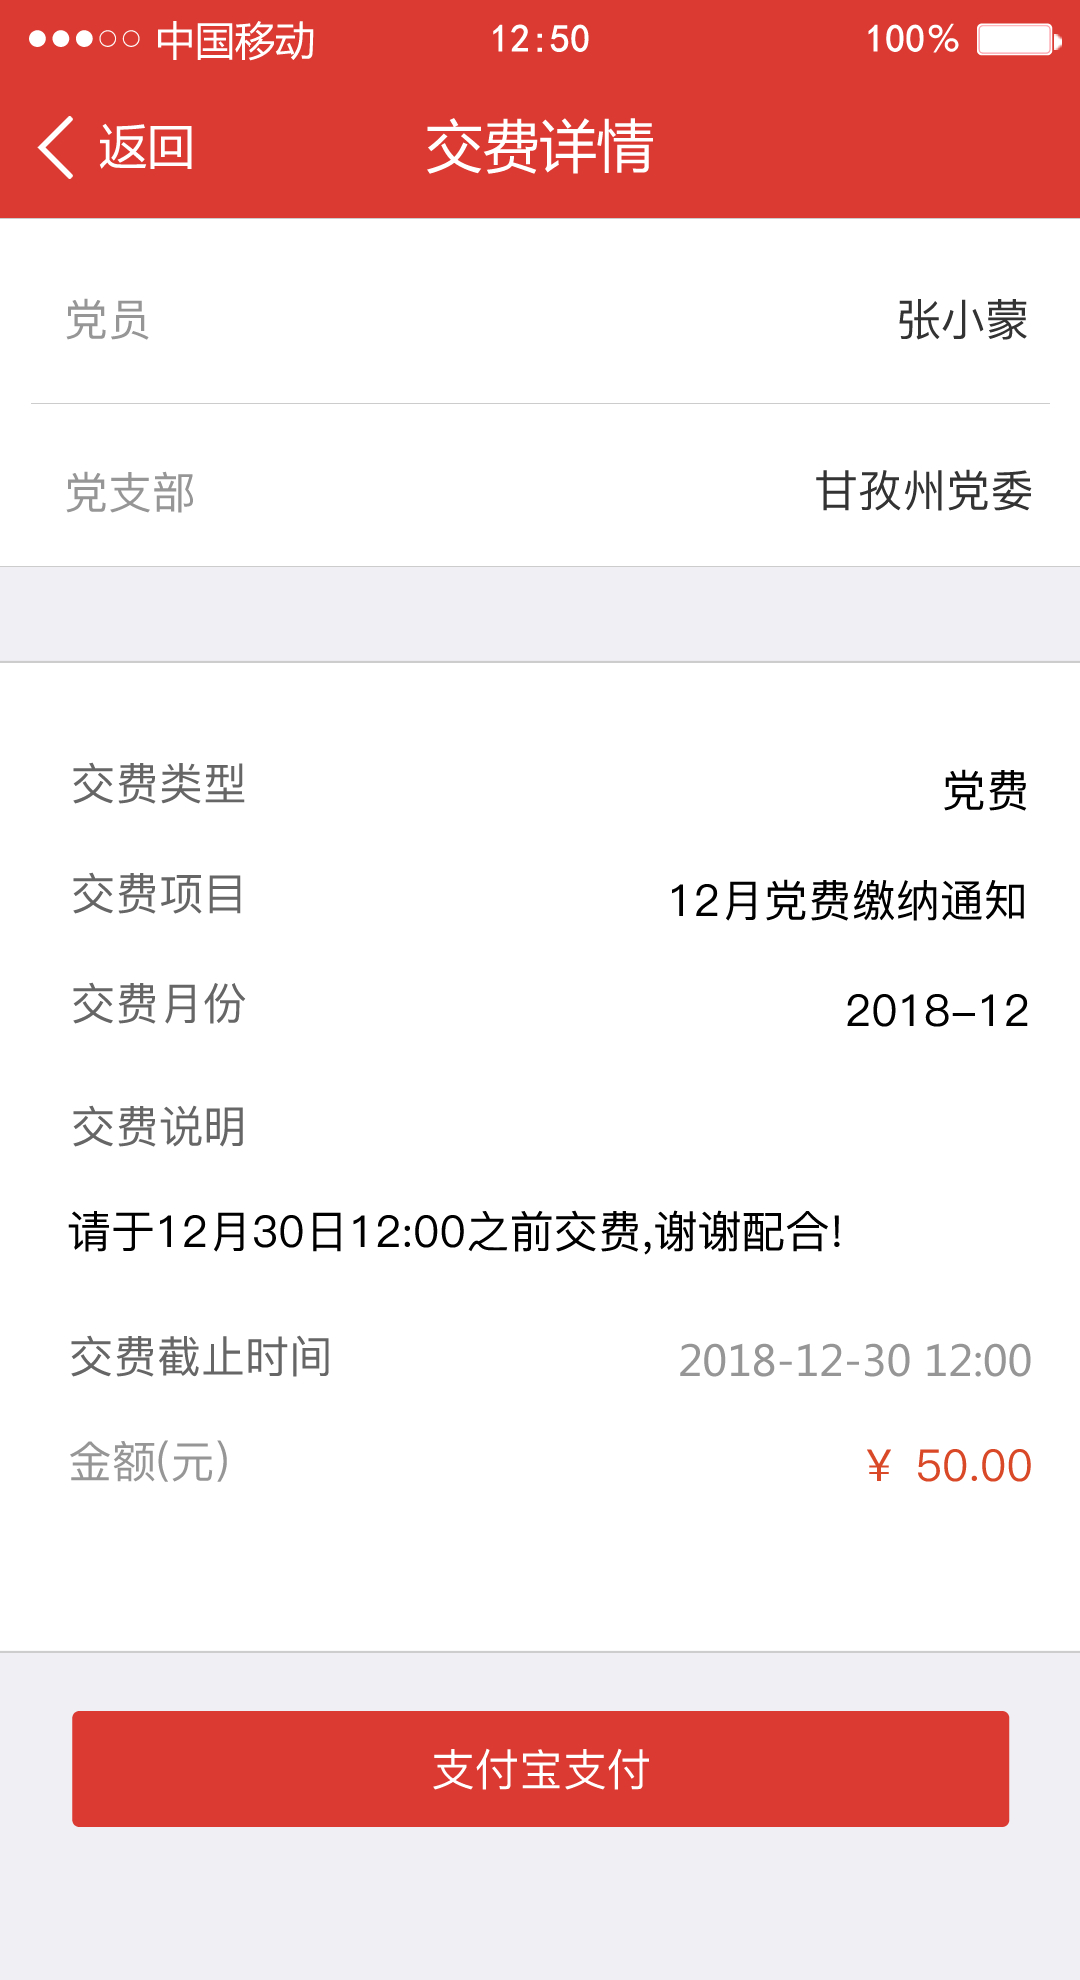 中国移动 12:50 100%
返回 交费详情
党员 张小蒙
党支部 甘孜州党委
交费类型 党费
交费项目 12月党费缴纳通知
交费月份 2018-12
交费说明
请于12月30日12:00之前交费,谢谢配合!
交费截止时间 2018-12-30 12:00
金额(元) ¥ 50.00
支付宝支付